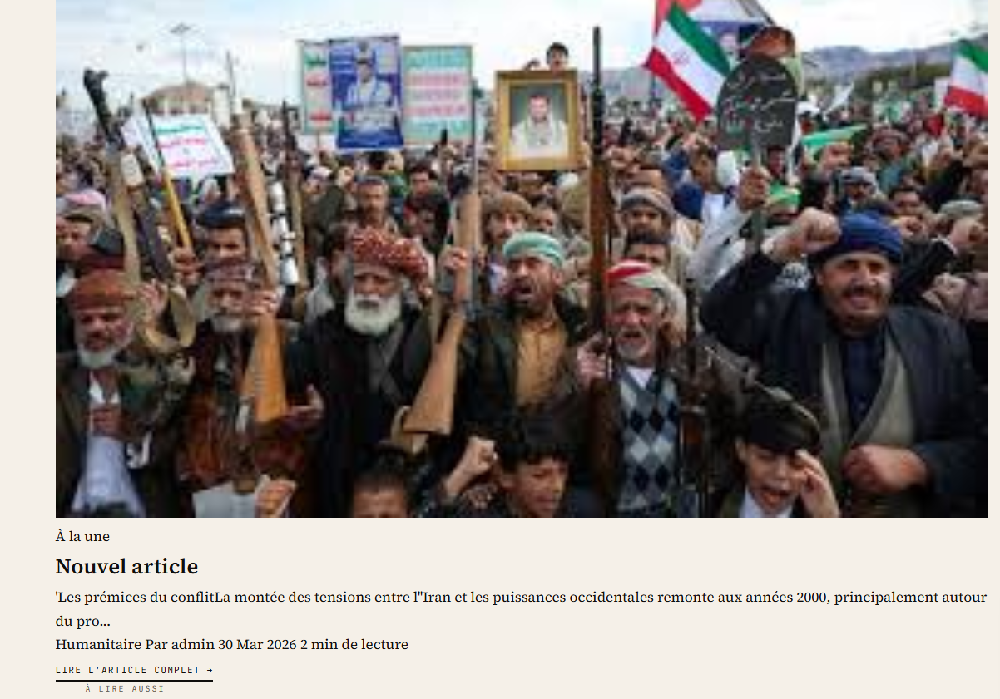 À la une
Nouvel article
'Les prémices du conflitLa montée des tensions entre l''Iran et les puissances occidentales remonte aux années 2000, principalement autour
du pro...
Humanitaire Par admin 30 Mar 2026 2 min de lecture
LIRE L'ARTICLE COMPLET →
À LIRE AUSSI